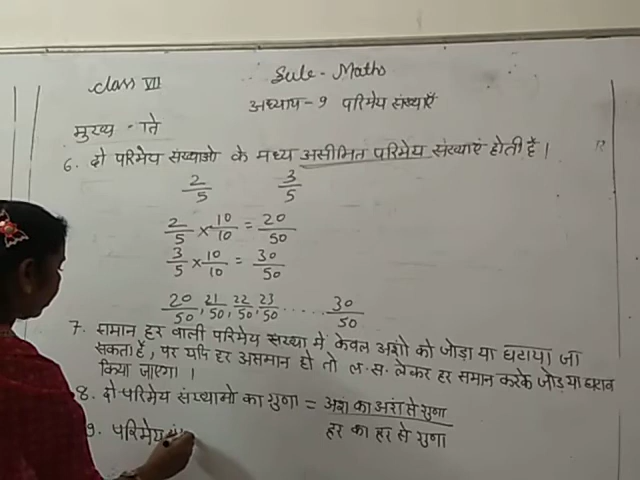 class VII
Sub - Maths
अध्याय - 9 परिमेय संख्याएँ
मुख्य
6. दो परिमेय संख्याओ के मध्य असीमित परिमेय संख्याएं होती हैं ।
2/5 3/5
2/5 × 10/10 = 20/50
3/5 × 10/10 = 30/50
20/50, 21/50, 22/50, 23/50 ...... 30/50
7. समान हर वाली परिमेय संख्या में केवल अंशो को जोड़ा या घटाया जा
सकता है, पर यदि हर असमान हो तो ल.स. लेकर हर समान करके जोड़ या घटाव
किया जाएगा ।
8. दो परिमेय संख्याओ का गुणा = अंश का अंश से गुणा / हर का हर से गुणा
9. परिमेय